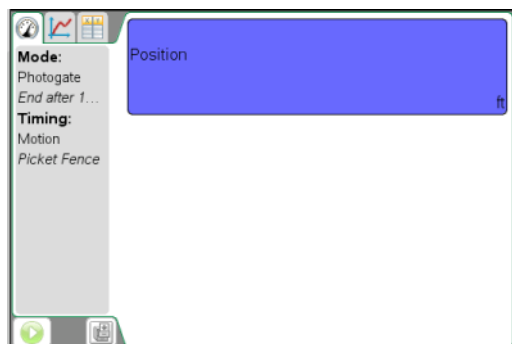 Mode:
Photogate
End after 1...
Timing:
Motion
Picket Fence
Position
ft